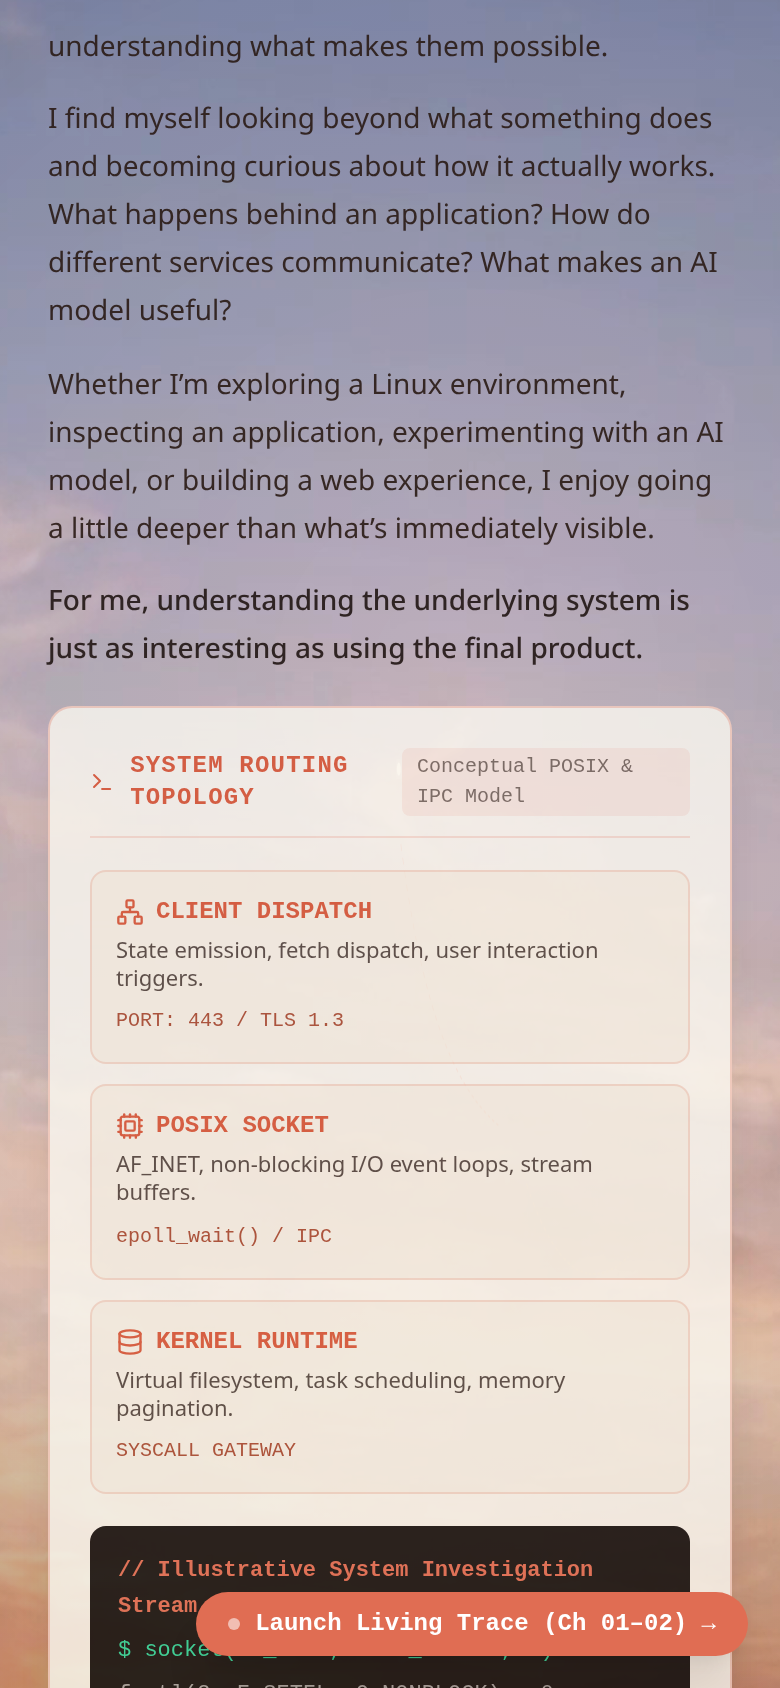 understanding what makes them possible.
I find myself looking beyond what something does
and becoming curious about how it actually works.
What happens behind an application? How do
different services communicate? What makes an AI
model useful?
Whether I’m exploring a Linux environment,
inspecting an application, experimenting with an AI
model, or building a web experience, I enjoy going
a little deeper than what’s immediately visible.
For me, understanding the underlying system is
just as interesting as using the final product.
SYSTEM ROUTING
TOPOLOGY
Conceptual POSIX &
IPC Model
CLIENT DISPATCH
State emission, fetch dispatch, user interaction
triggers.
PORT: 443 / TLS 1.3
POSIX SOCKET
AF_INET, non-blocking I/O event loops, stream
buffers.
epoll_wait() / IPC
KERNEL RUNTIME
Virtual filesystem, task scheduling, memory
pagination.
SYSCALL GATEWAY
// Illustrative System Investigation
Stream
Launch Living Trace (Ch 01–02) →
$ socket(